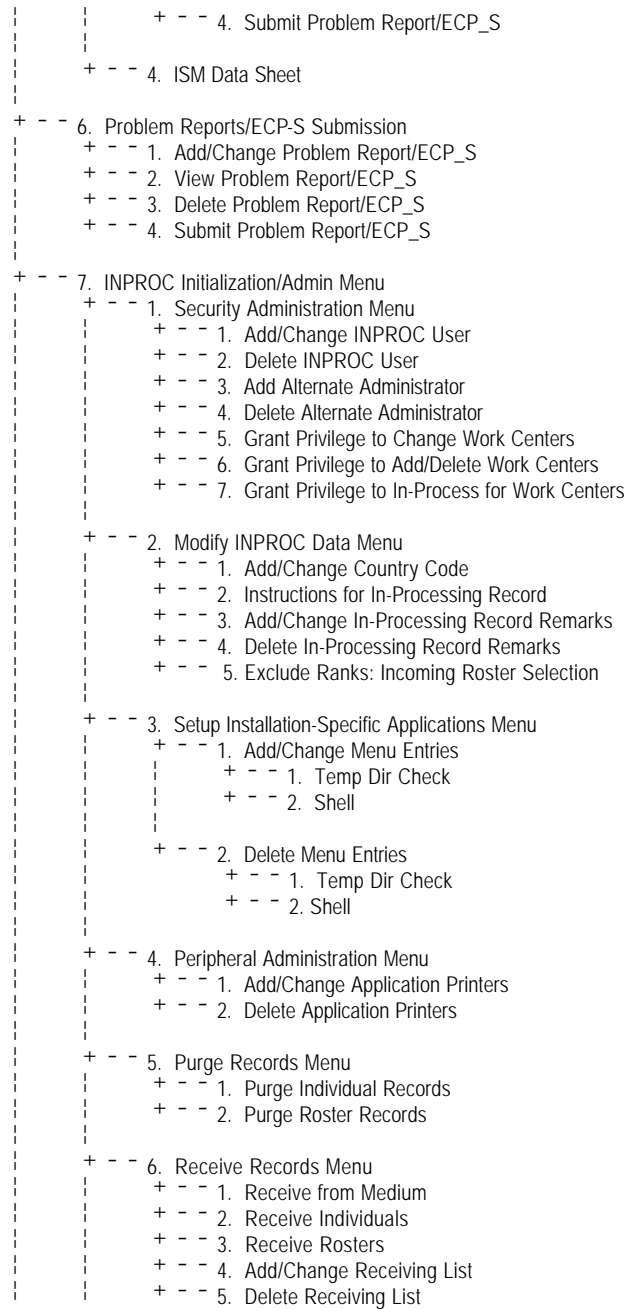 4. Submit Problem Report/ECP_S
4. ISM Data Sheet
6. Problem Reports/ECP-S Submission
1. Add/Change Problem Report/ECP_S
2. View Problem Report/ECP_S
3. Delete Problem Report/ECP_S
4. Submit Problem Report/ECP_S
7. INPROC Initialization/Admin Menu
1. Security Administration Menu
1. Add/Change INPROC User
2. Delete INPROC User
3. Add Alternate Administrator
4. Delete Alternate Administrator
5. Grant Privilege to Change Work Centers
6. Grant Privilege to Add/Delete Work Centers
7. Grant Privilege to In-Process for Work Centers
2. Modify INPROC Data Menu
1. Add/Change Country Code
2. Instructions for In-Processing Record
3. Add/Change In-Processing Record Remarks
4. Delete In-Processing Record Remarks
5. Exclude Ranks: Incoming Roster Selection
3. Setup Installation-Specific Applications Menu
1. Add/Change Menu Entries
1. Temp Dir Check
2. Shell
2. Delete Menu Entries
1. Temp Dir Check
2. Shell
4. Peripheral Administration Menu
1. Add/Change Application Printers
2. Delete Application Printers
5. Purge Records Menu
1. Purge Individual Records
2. Purge Roster Records
6. Receive Records Menu
1. Receive from Medium
2. Receive Individuals
3. Receive Rosters
4. Add/Change Receiving List
5. Delete Receiving List